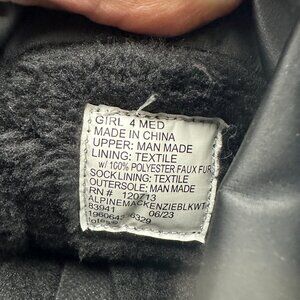 GIRL 4 MED
MADE IN CHINA
UPPER: MAN MADE
LINING: TEXTILE
w/ 100% POLYESTER FAUX FUR
SOCKLINING: TEXTILE
OUTERSOLE: MAN MADE
RN # 120713
ALPINEMACKENZIEBLKWT
83941 06/23